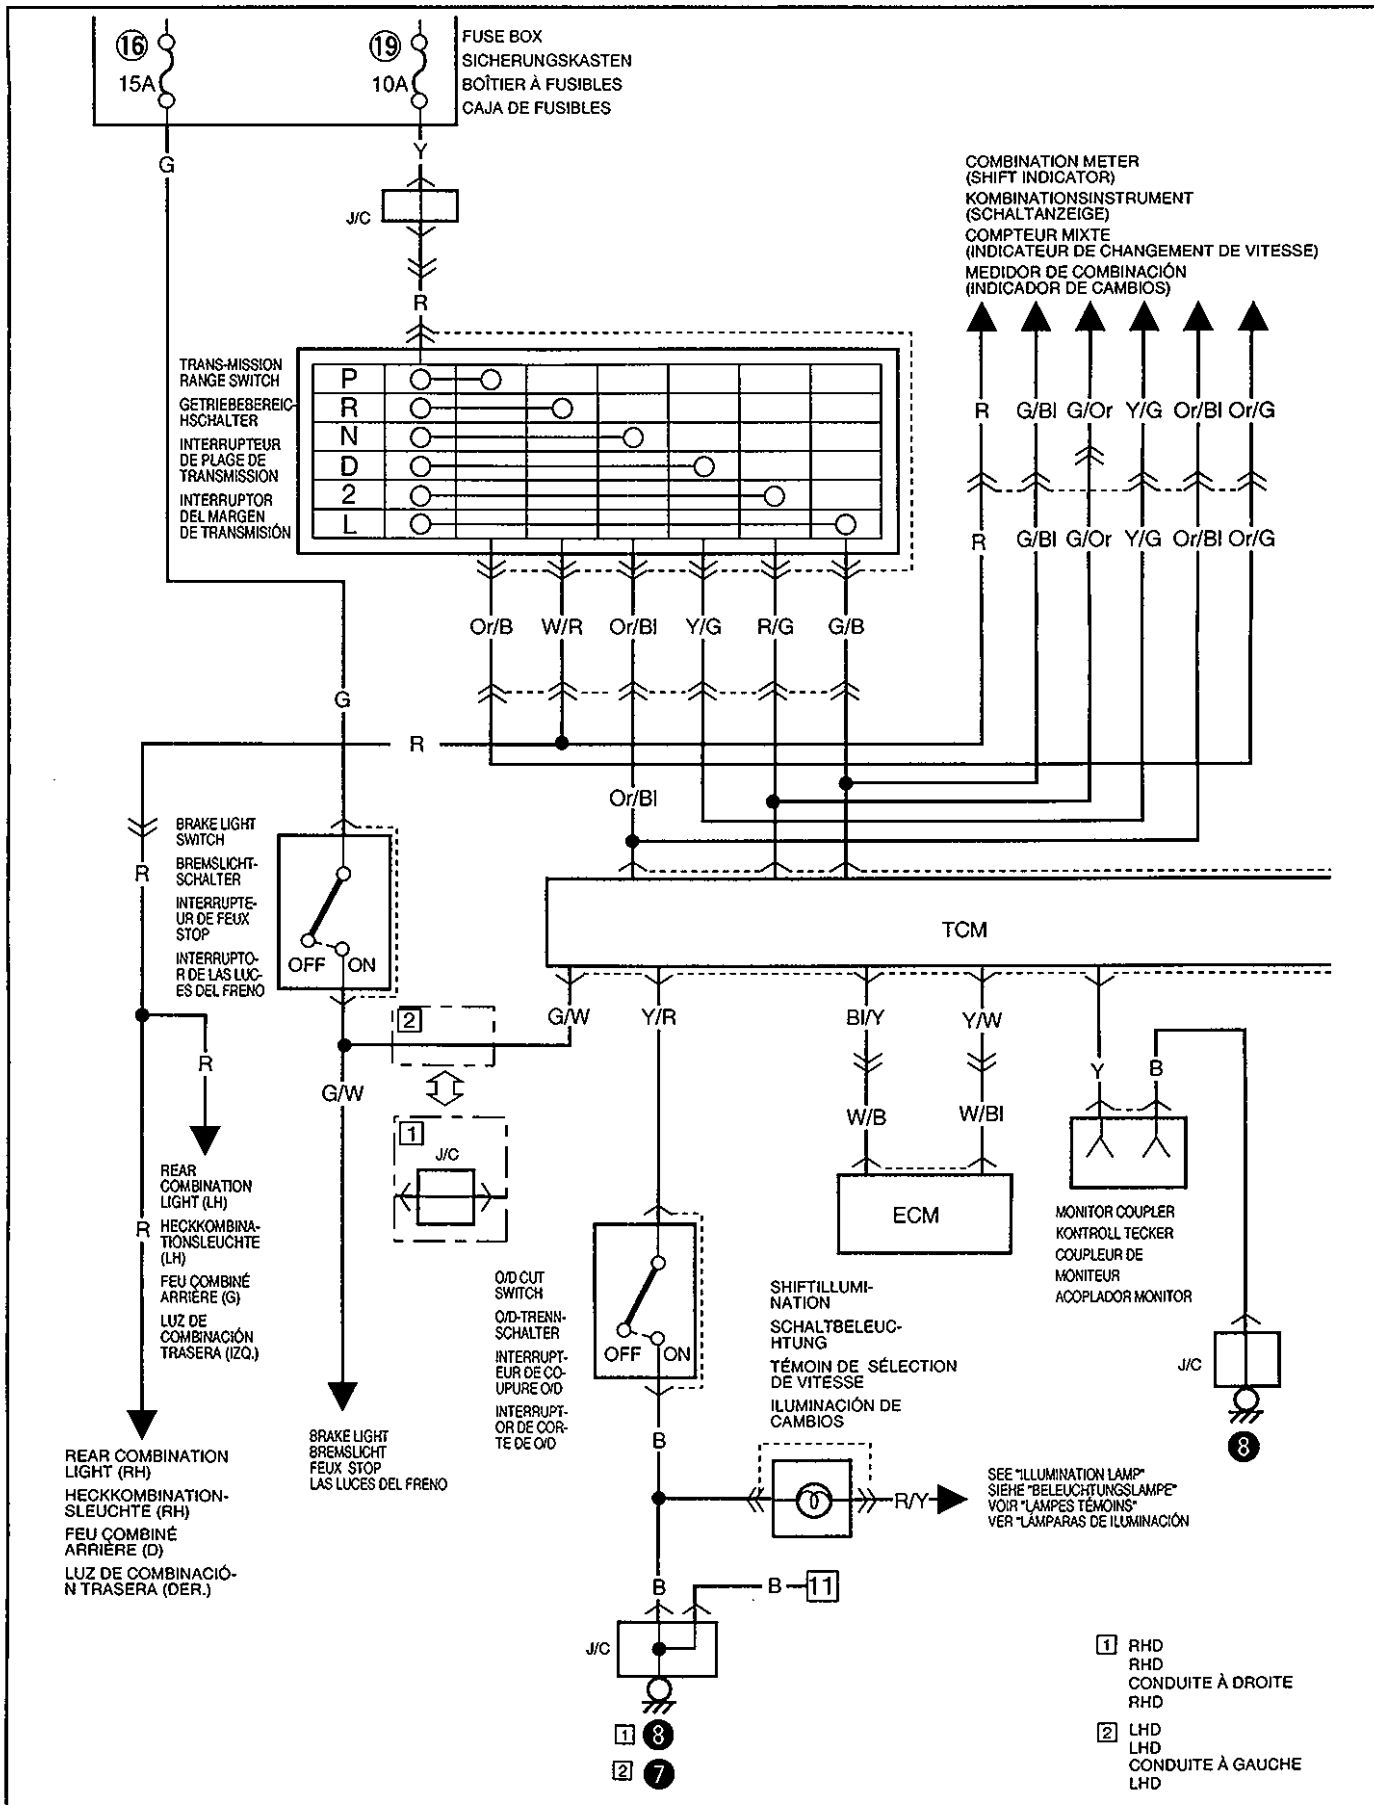 16
15A
19
10A
FUSE BOX
SICHERUNGSKASTEN
BOÎTIER À FUSIBLES
CAJA DE FUSIBLES
G
Y
J/C
R
COMBINATION METER
(SHIFT INDICATOR)
KOMBINATIONSINSTRUMENT
(SCHALTANZEIGE)
COMPTEUR MIXTE
(INDICATEUR DE CHANGEMENT DE VITESSE)
MEDIDOR DE COMBINACIÓN
(INDICADOR DE CAMBIOS)
TRANS-MISSION
RANGE SWITCH
GETRIEBEBEREIC-
HSCHALTER
INTERRUPTEUR
DE PLAGE DE
TRANSMISSION
INTERRUPTOR
DEL MARGEN
DE TRANSMISIÓN
P
R
N
D
2
L
R G/Bl G/Or Y/G Or/Bl Or/G
R G/Bl G/Or Y/G Or/Bl Or/G
Or/B W/R Or/Bl Y/G R/G G/B
G
R
Or/Bl
BRAKE LIGHT
SWITCH
BREMSLICHT-
SCHALTER
INTERRUPTE-
UR DE FEUX
STOP
INTERRUPTO-
R DE LAS LUC-
ES DEL FRENO
R
OFF ON
TCM
2
G/W Y/R Bl/Y Y/W
R
G/W
Y B
W/B W/Bl
1
J/C
ECM
REAR
COMBINATION
LIGHT (LH)
HECKKOMBINA-
TIONSLEUCHTE
(LH)
FEU COMBINÉ
ARRIÈRE (G)
LUZ DE
COMBINACIÓN
TRASERA (IZQ.)
R
MONITOR COUPLER
KONTROLL TECKER
COUPLEUR DE
MONITEUR
ACOPLADOR MONITOR
O/D CUT
SWITCH
O/D-TRENN-
SCHALTER
INTERRUPT-
EUR DE CO-
UPURE O/D
INTERRUPT-
OR DE COR-
TE DE O/D
OFF ON
SHIFTILLUMI-
NATION
SCHALTBELEUC-
HTUNG
TÉMOIN DE SÉLECTION
DE VITESSE
ILUMINACIÓN DE
CAMBIOS
J/C
8
REAR COMBINATION
LIGHT (RH)
HECKKOMBINATION-
SLEUCHTE (RH)
FEU COMBINÉ
ARRIÈRE (D)
LUZ DE COMBINACIÓ-
N TRASERA (DER.)
BRAKE LIGHT
BREMSLICHT
FEUX STOP
LAS LUCES DEL FRENO
B
R/Y
SEE "ILLUMINATION LAMP"
SIEHE "BELEUCHTUNGSLAMPE"
VOIR "LAMPES TÉMOINS"
VER "LÁMPARAS DE ILUMINACIÓN
B
B 11
J/C
1 8
2 7
1 RHD
RHD
CONDUITE À DROITE
RHD
2 LHD
LHD
CONDUITE À GAUCHE
LHD